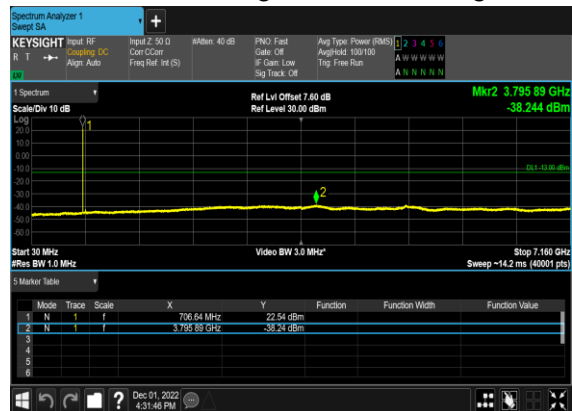 Spectrum Analyzer 1
Swept SA
+
KEYSIGHT Input: RF Input Z: 50 Ω #Atten: 40 dB PNO: Fast Avg Type: Power (RMS) 1 2 3 4 5 6
R T Coupling: DC Corr CCorr Gate: Off Avg|Hold: 100/100 A W W W W W
Align: Auto Freq Ref: Int (S) IF Gain: Low Trig: Free Run
Sig Track: Off A N N N N N
1 Spectrum Ref Lvl Offset 7.60 dB Mkr2 3.795 89 GHz
Scale/Div 10 dB Ref Level 30.00 dBm -38.244 dBm
Log
1
20.0
10.0
0.00
-10.0 DL1 -13.00 dBm
-20.0
-30.0 2
-40.0
-50.0
-60.0
Start 30 MHz Video BW 3.0 MHz* Stop 7.160 GHz
#Res BW 1.0 MHz Sweep ~14.2 ms (40001 pts)
5 Marker Table
Mode Trace Scale X Y Function Function Width Function Value
1 N 1 f 706.64 MHz 22.54 dBm
2 N 1 f 3.795 89 GHz -38.24 dBm
3
4
5
6
? Dec 01, 2022
4:31:46 PM